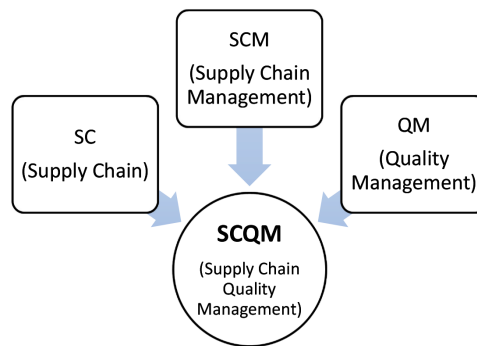 SCM
(Supply Chain
Management)
SC
(Supply Chain)
QM
(Quality
Management)
SCQM
(Supply Chain
Quality
Management)